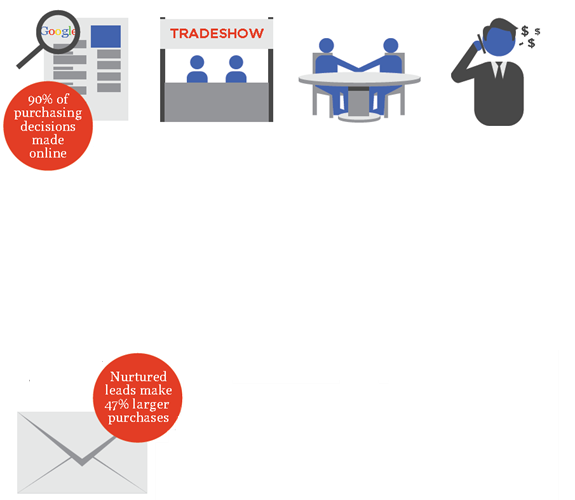 Google
TRADESHOW
$ $
- $
90% of
purchasing
decisions
made
online
Nurtured
leads make
47% larger
purchases